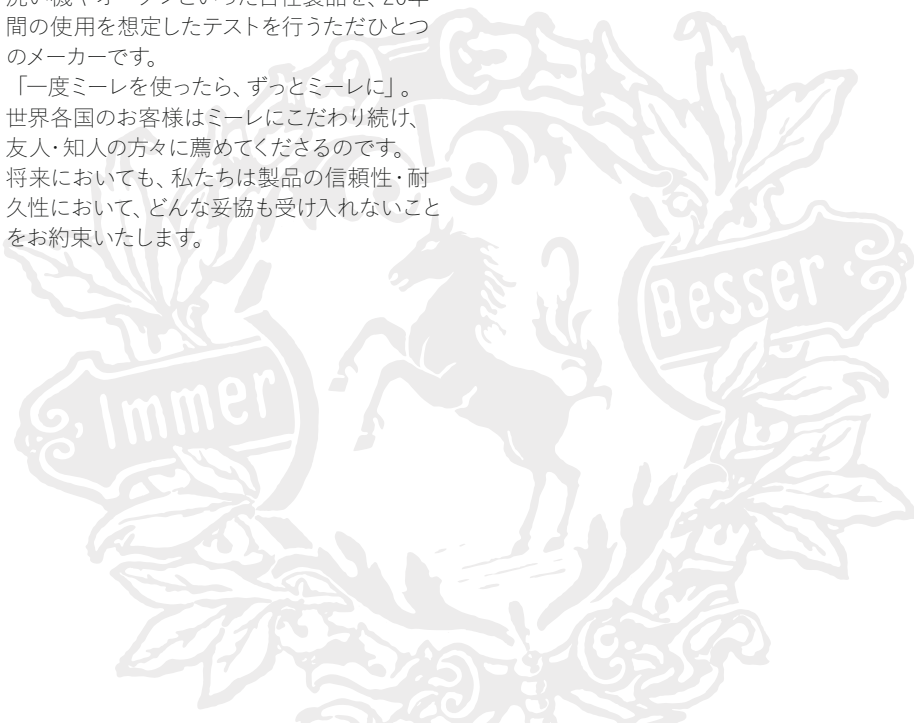 間の使用を想定したテストを行うただひとつ
のメーカーです。
「一度ミーレを使ったら、ずっとミーレに」。
世界各国のお客様はミーレにこだわり続け、
友人・知人の方々に薦めてくださるのです。
将来においても、私たちは製品の信頼性・耐
久性において、どんな妥協も受け入れないこと
をお約束いたします。
Immer
Besser